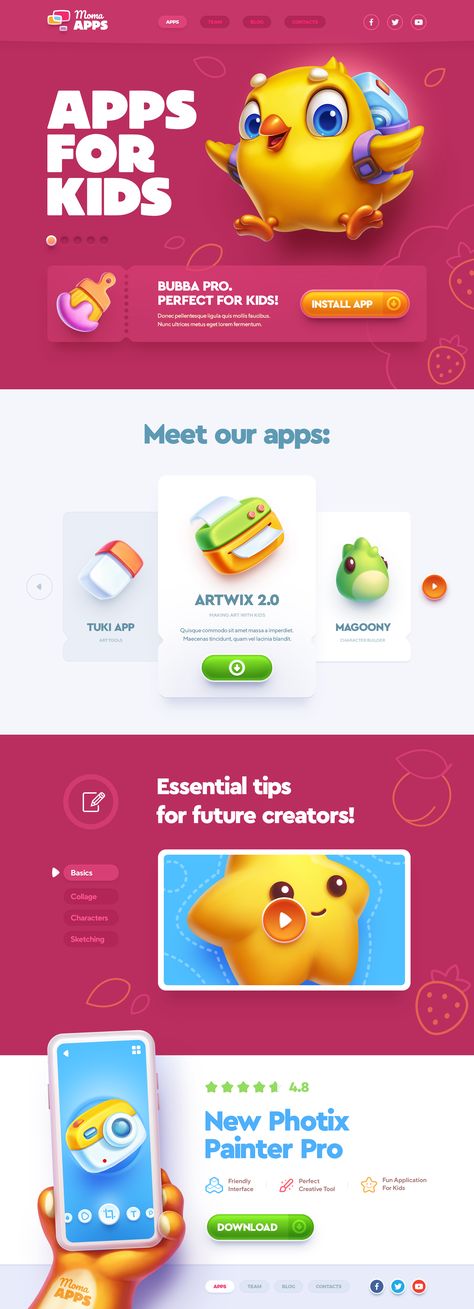 Moma
APPS
APPS
TEAM
BLOG
CONTACTS
APPS
FOR
KIDS
BUBBA PRO.
PERFECT FOR KIDS!
Donec pellentesque ligula quis mollis faucibus.
Nunc ultrices metus eget lorem fermentum.
INSTALL APP
Meet our apps:
TUKI APP
ART TOOLS
ARTWIX 2.0
MAKING ART WITH KIDS
Quisque commodo sit amet massa a imperdiet.
Maecenas tincidunt, quam vel lacinia blandit.
MAGOONY
CHARACTER BUILDER
Essential tips
for future creators!
Basics
Collage
Characters
Sketching
4.8
New Photix
Painter Pro
Friendly
Interface
Perfect
Creative Tool
Fun Application
For Kids
DOWNLOAD
T
Moma
APPS
APPS
TEAM
BLOG
CONTACTS